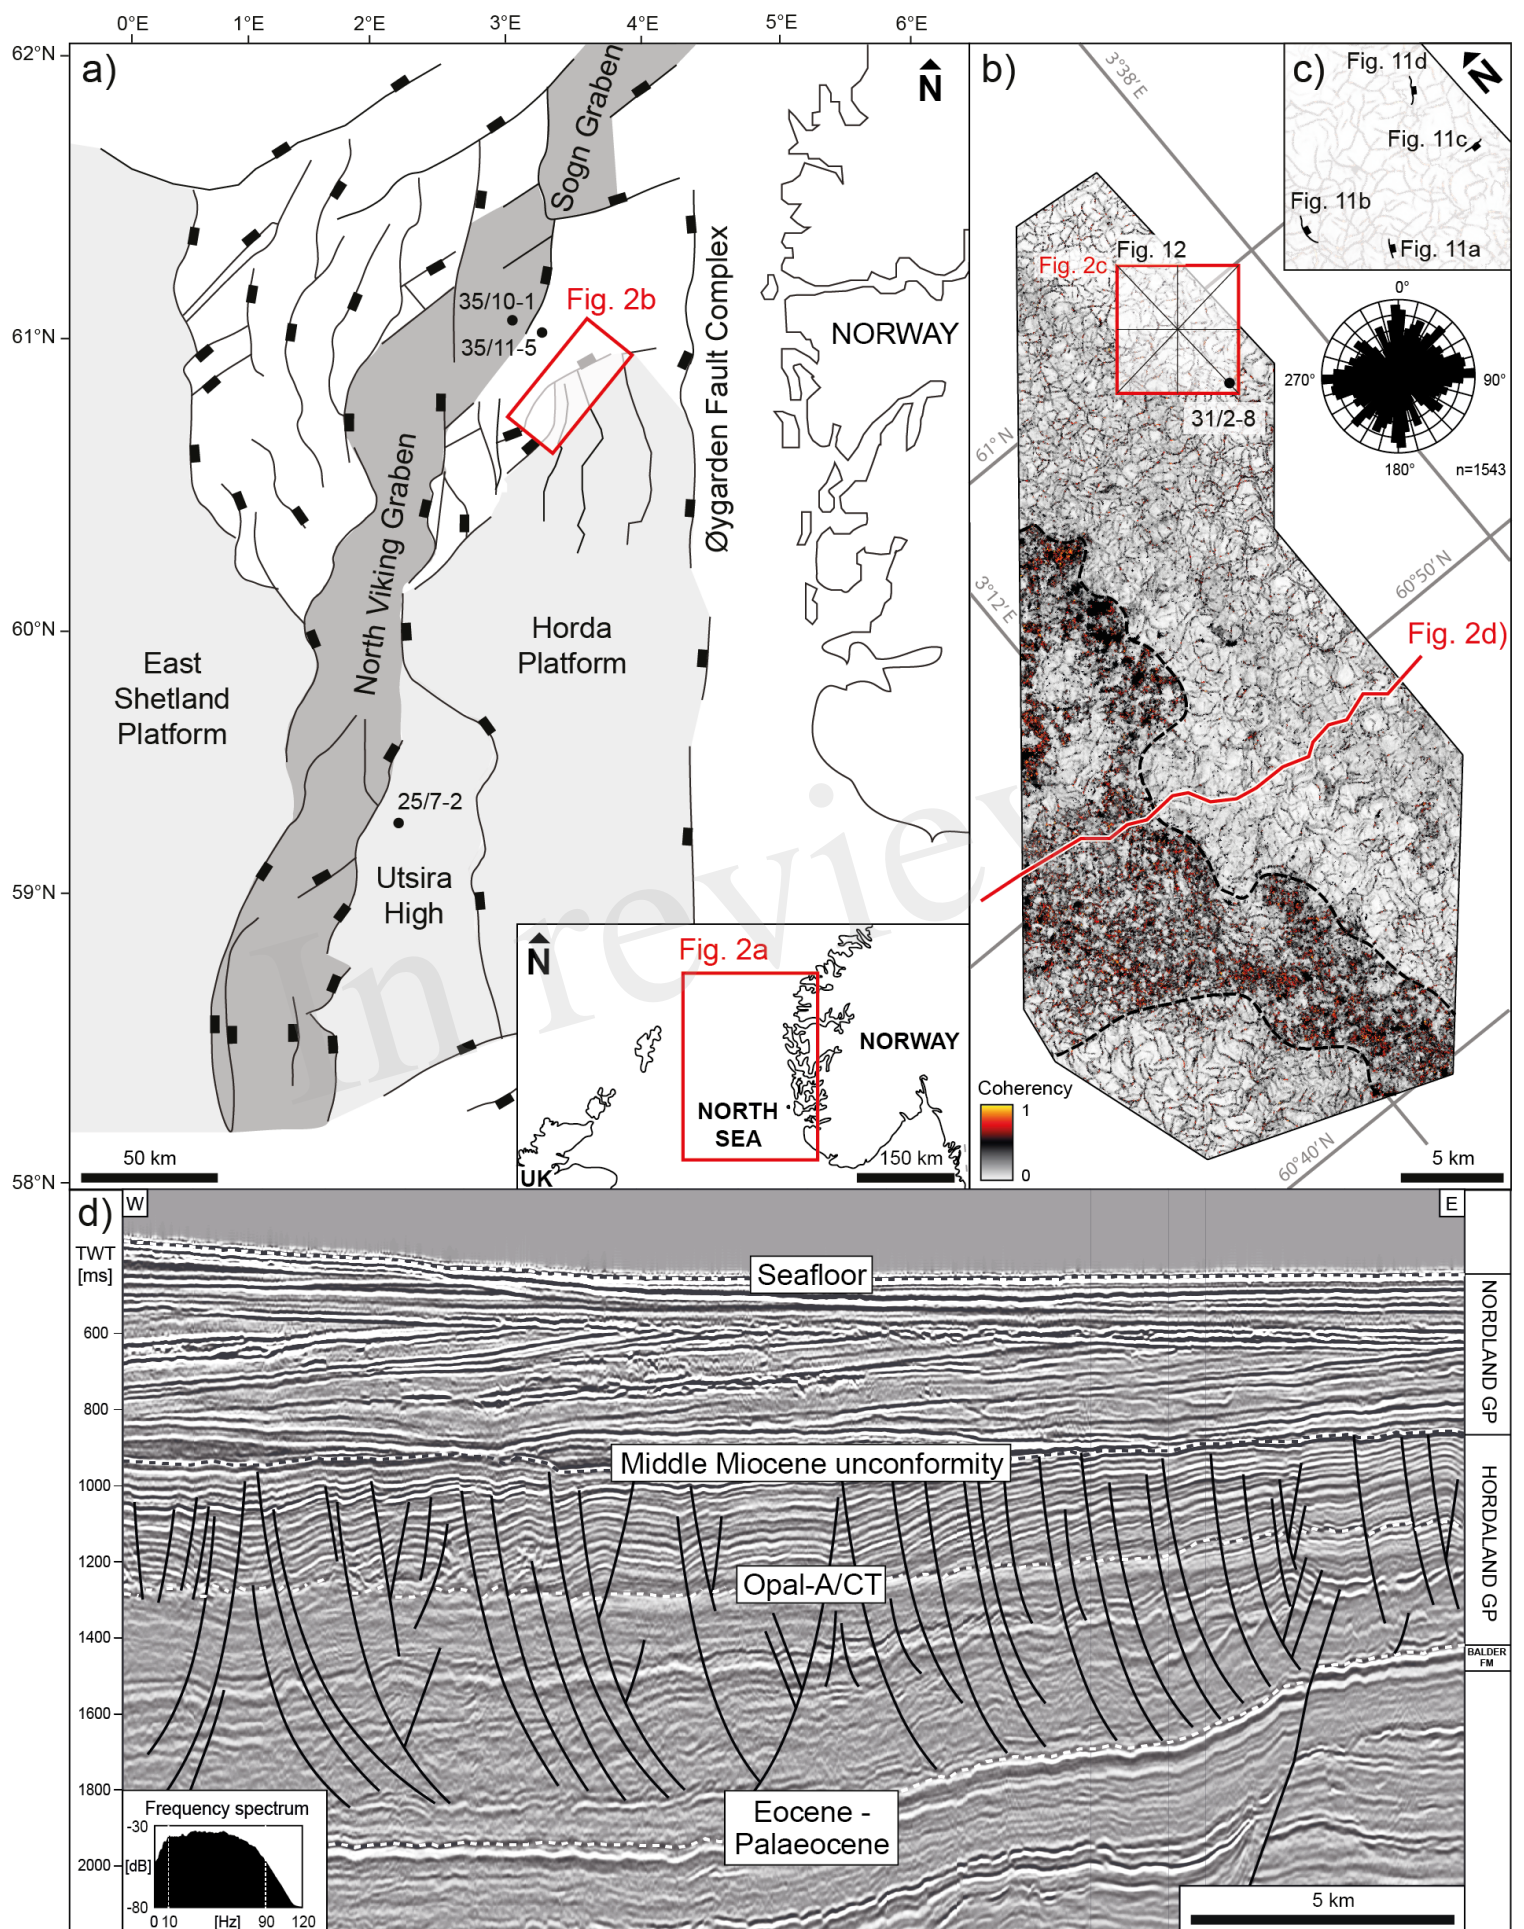 0°E 1°E 2°E 3°E 4°E 5°E 6°E
62°N
61°N
60°N
59°N
58°N
a)
N
Sogn Graben
35/10-1
35/11-5
Fig. 2b
NORWAY
Øygarden Fault Complex
North Viking Graben
East
Shetland
Platform
Horda
Platform
25/7-2
Utsira
High
50 km
N
Fig. 2a
NORWAY
NORTH
SEA
UK
150 km
In review
b)
3°38'E
Fig. 12
Fig. 2c
31/2-8
61° N
3°12'E
60°50' N
Fig. 2d)
60°40' N
Coherency
1
0
5 km
c)
N
Fig. 11d
Fig. 11c
Fig. 11b
Fig. 11a
0°
270°
90°
180°
n=1543
d)
W
E
TWT
[ms]
600
800
1000
1200
1400
1600
1800
2000
Seafloor
Middle Miocene unconformity
Opal-A/CT
Eocene -
Palaeocene
NORDLAND GP
HORDALAND GP
BALDER
FM
Frequency spectrum
-30
[dB]
-80
0 10 [Hz] 90 120
5 km